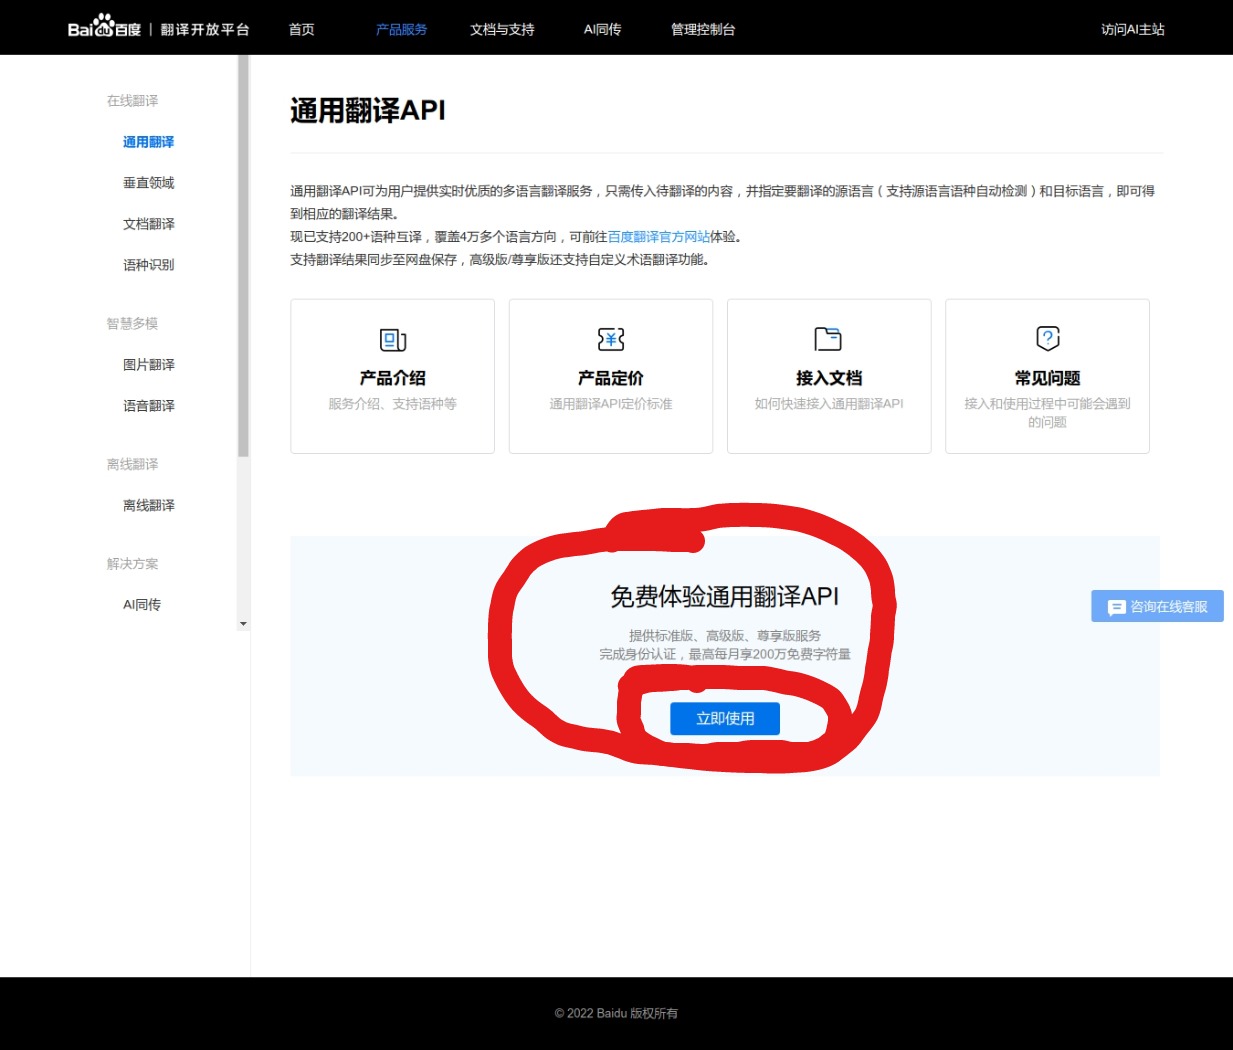 Bai du 百度 | 翻译开放平台
首页
产品服务
文档与支持
AI同传
管理控制台
访问AI主站
在线翻译
通用翻译
垂直领域
文档翻译
语种识别
智慧多模
图片翻译
语音翻译
离线翻译
离线翻译
解决方案
AI同传
通用翻译API
通用翻译API可为用户提供实时优质的多语言翻译服务，只需传入待翻译的内容，并指定要翻译的源语言（支持源语言语种自动检测）和目标语言，即可得
到相应的翻译结果。
现已支持200+语种互译，覆盖4万多个语言方向，可前往百度翻译官方网站体验。
支持翻译结果同步至网盘保存，高级版/尊享版还支持自定义术语翻译功能。
产品介绍
服务介绍、支持语种等
产品定价
通用翻译API定价标准
接入文档
如何快速接入通用翻译API
常见问题
接入和使用过程中可能会遇到
的问题
免费体验通用翻译API
提供标准版、高级版、尊享版服务
完成身份认证，最高每月享200万免费字符量
立即使用
咨询在线客服
© 2022 Baidu 版权所有